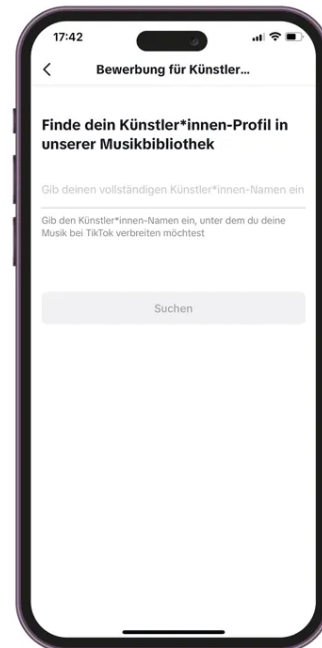 17:42
Bewerbung für Künstler...
Finde dein Künstler*innen-Profil in
unserer Musikbibliothek
Gib deinen vollständigen Künstler*innen-Namen ein
Gib den Künstler*innen-Namen ein, unter dem du deine
Musik bei TikTok verbreiten möchtest
Suchen